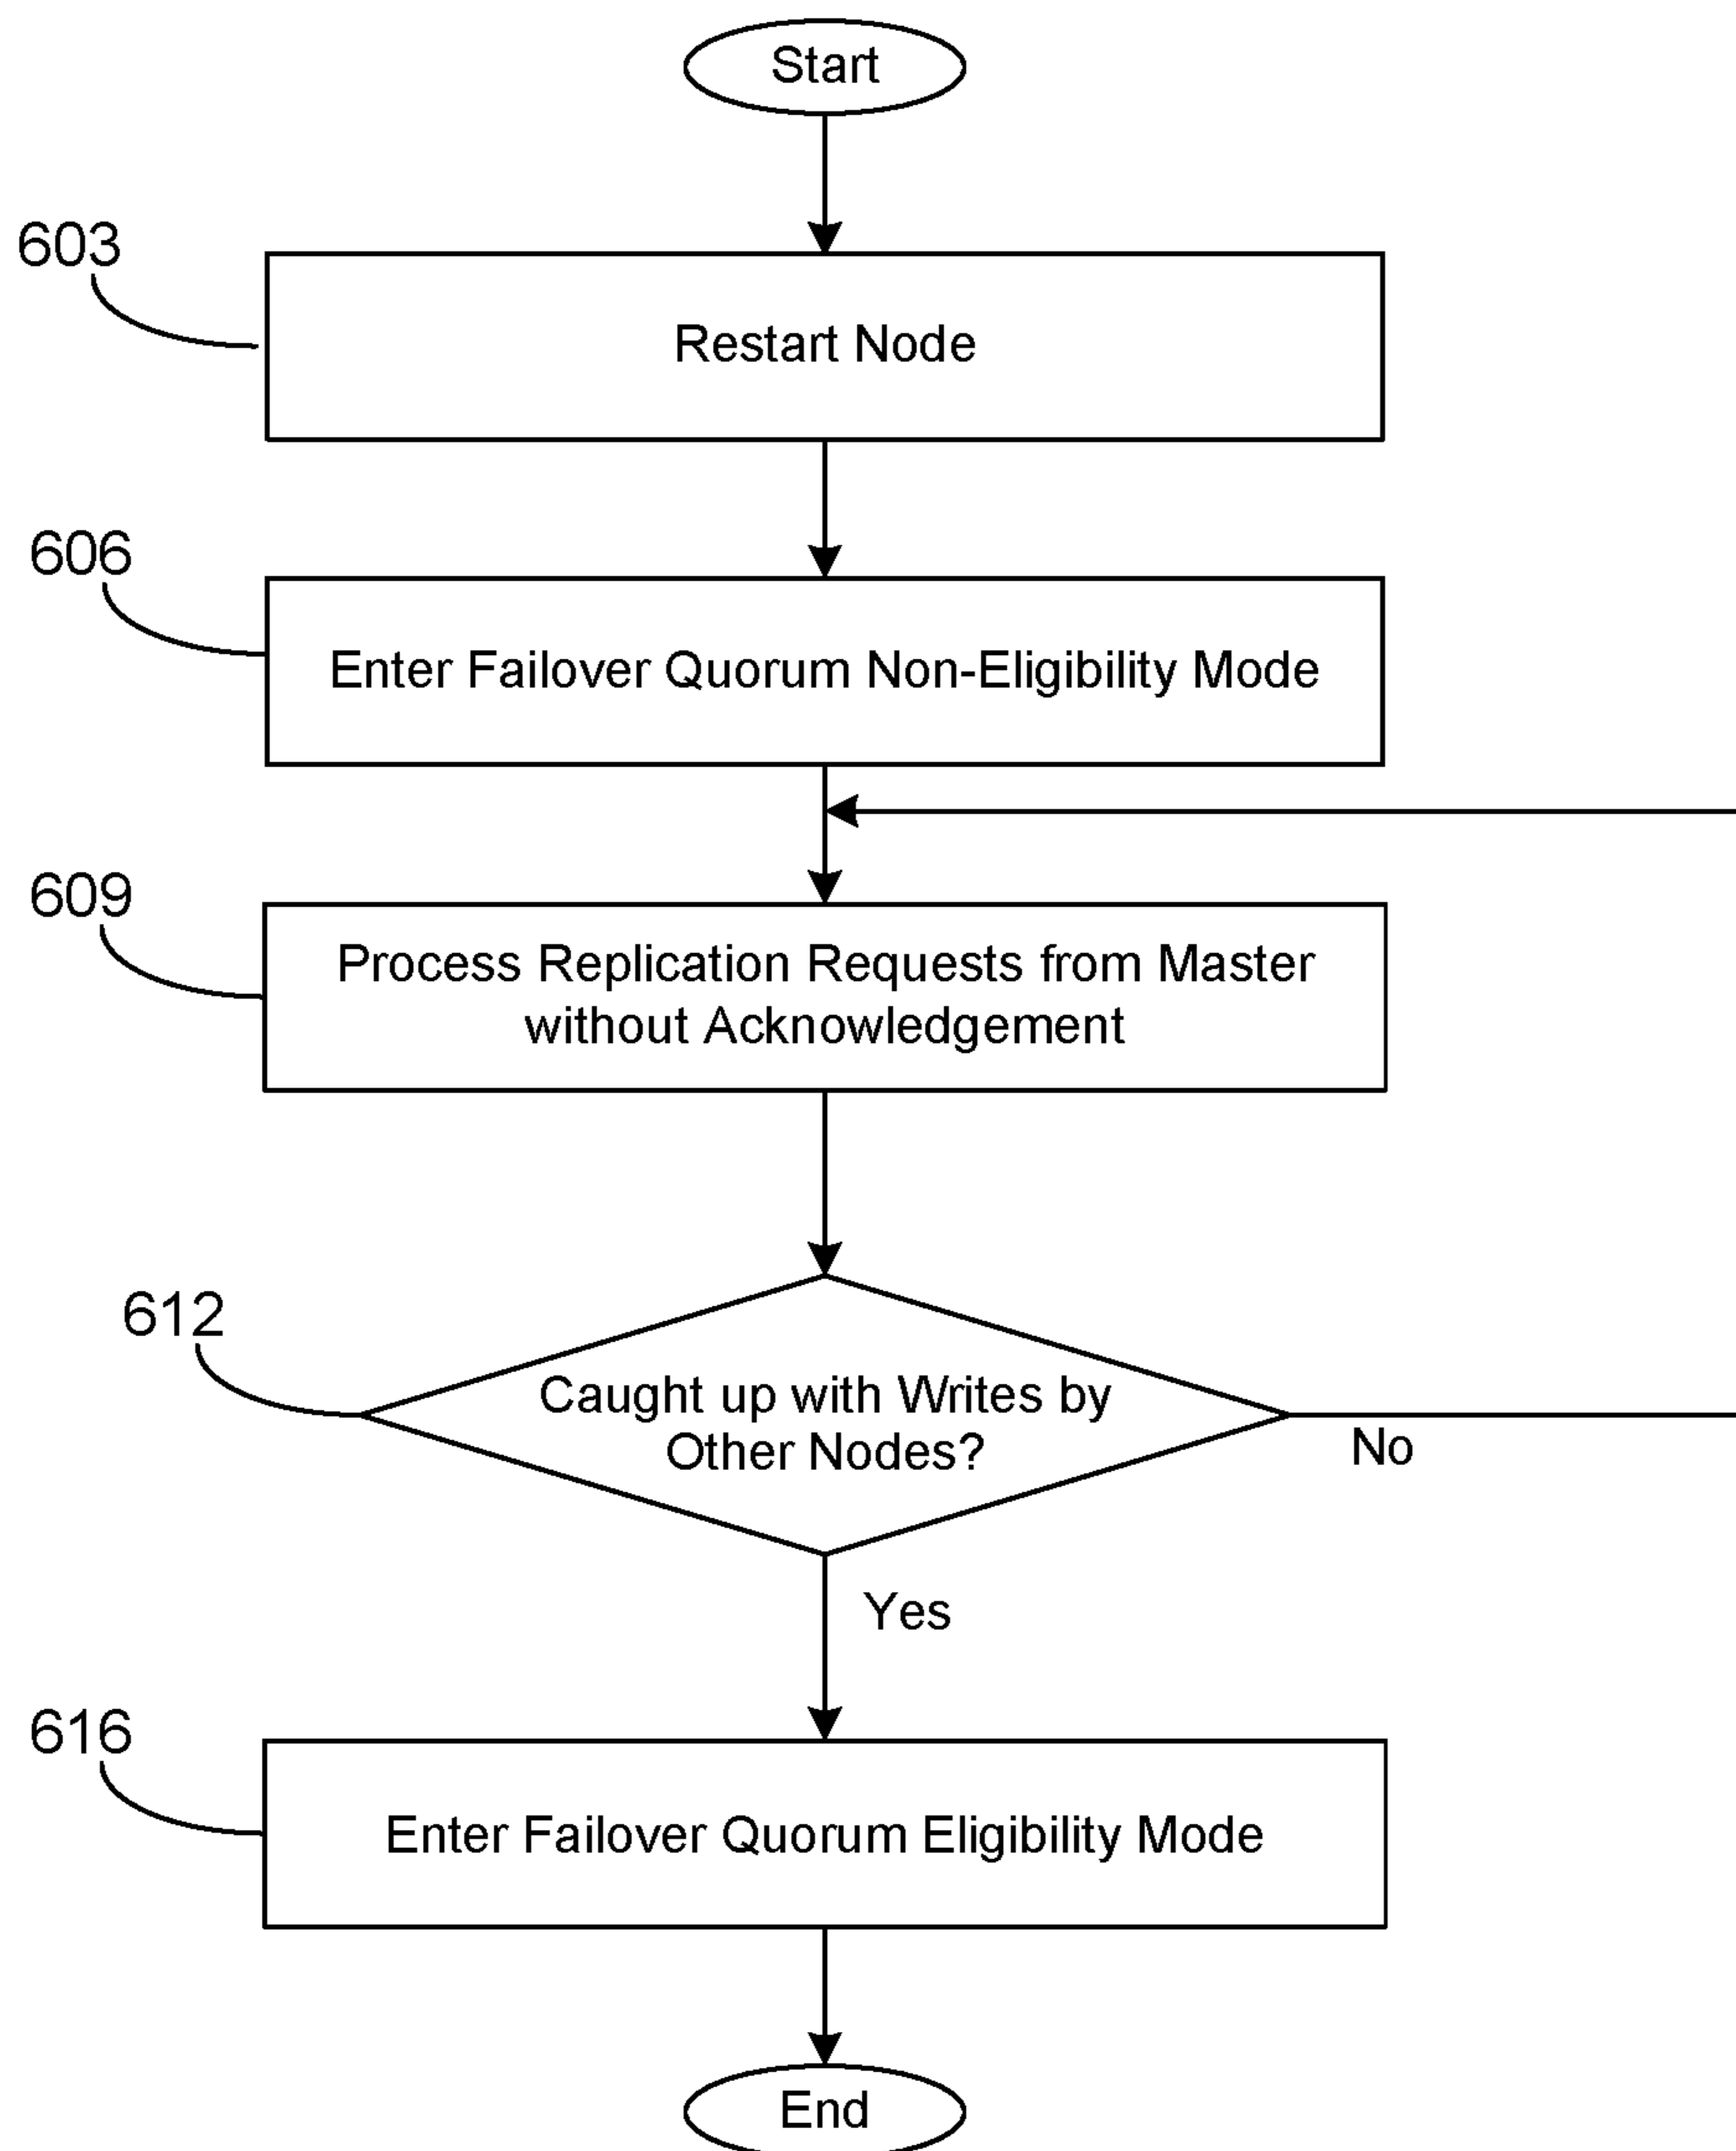 Start
603
Restart Node
606
Enter Failover Quorum Non-Eligibility Mode
609
Process Replication Requests from Master
without Acknowledgement
612
Caught up with Writes by
Other Nodes?
No
Yes
616
Enter Failover Quorum Eligibility Mode
End